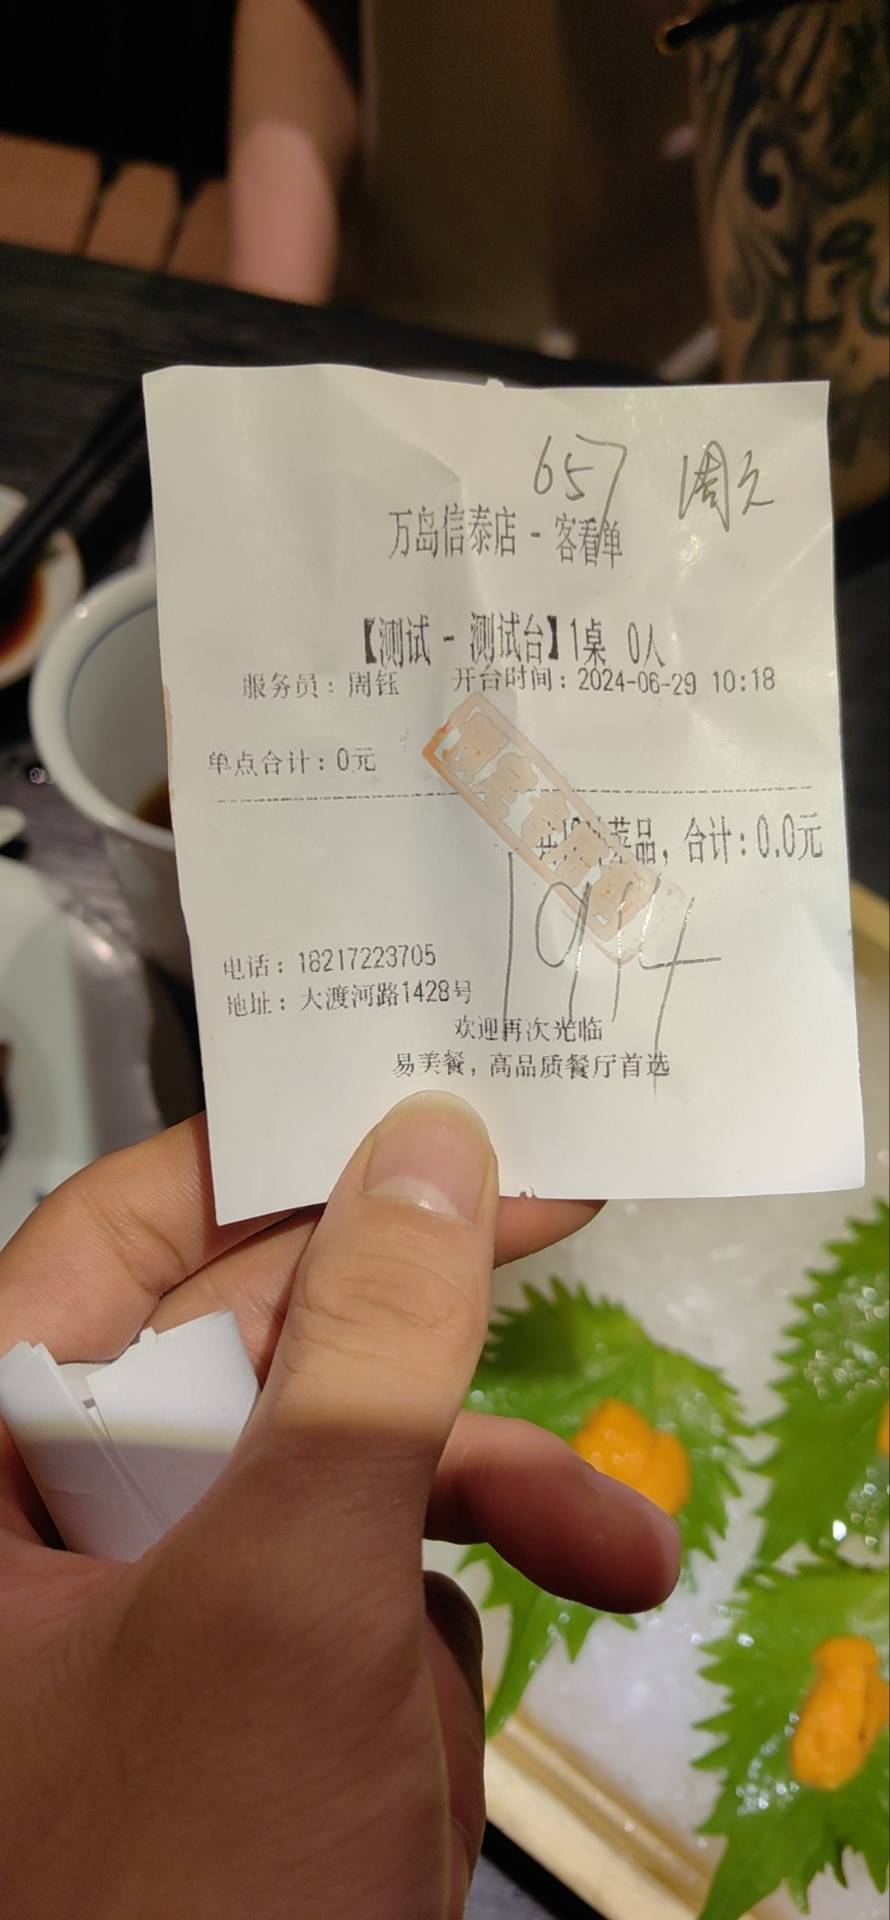 657 周元
万岛信泰店 - 客看单
【测试 - 测试台】1桌 0人
服务员：周钰 开台时间：2024-06-29 10:18
单点合计：0元
菜品，合计：0.0元
1914
电话：18217223705
地址：大渡河路1428号
欢迎再次光临
易美餐，高品质餐厅首选